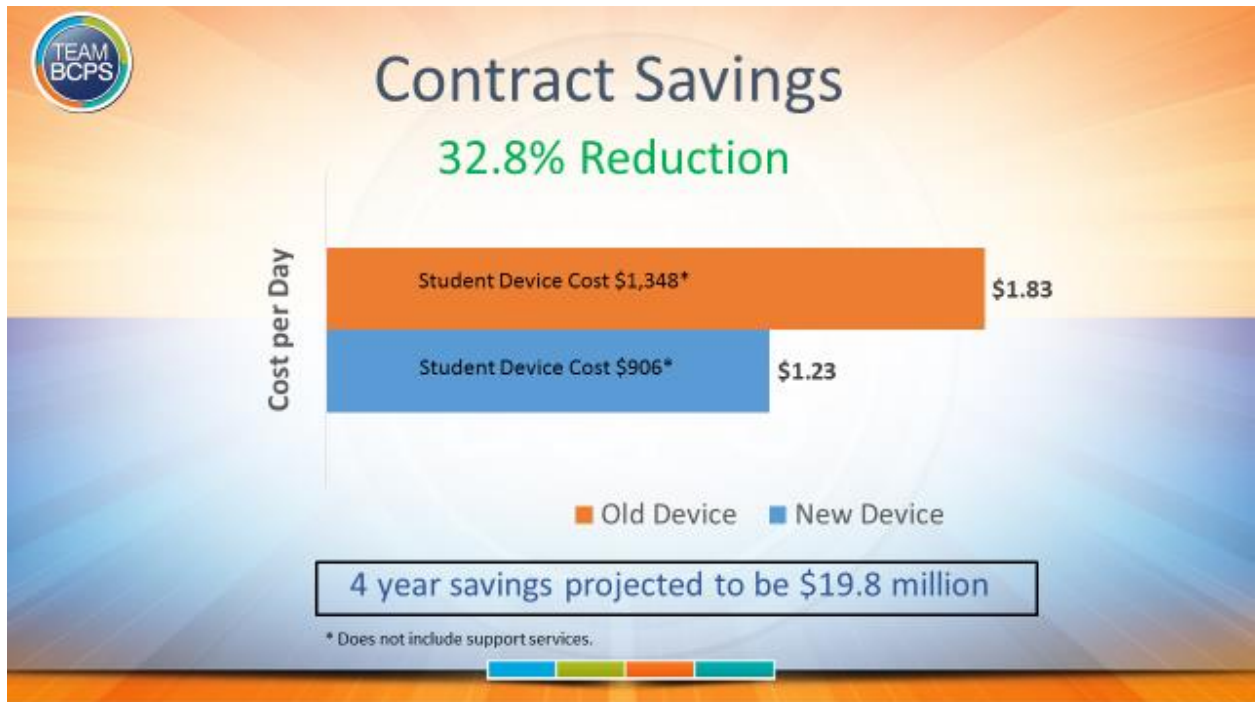 TEAM
BCPS
Contract Savings
32.8% Reduction
Cost per Day
Student Device Cost $1,348*
$1.83
Student Device Cost $906*
$1.23
Old Device
New Device
4 year savings projected to be $19.8 million
* Does not include support services.